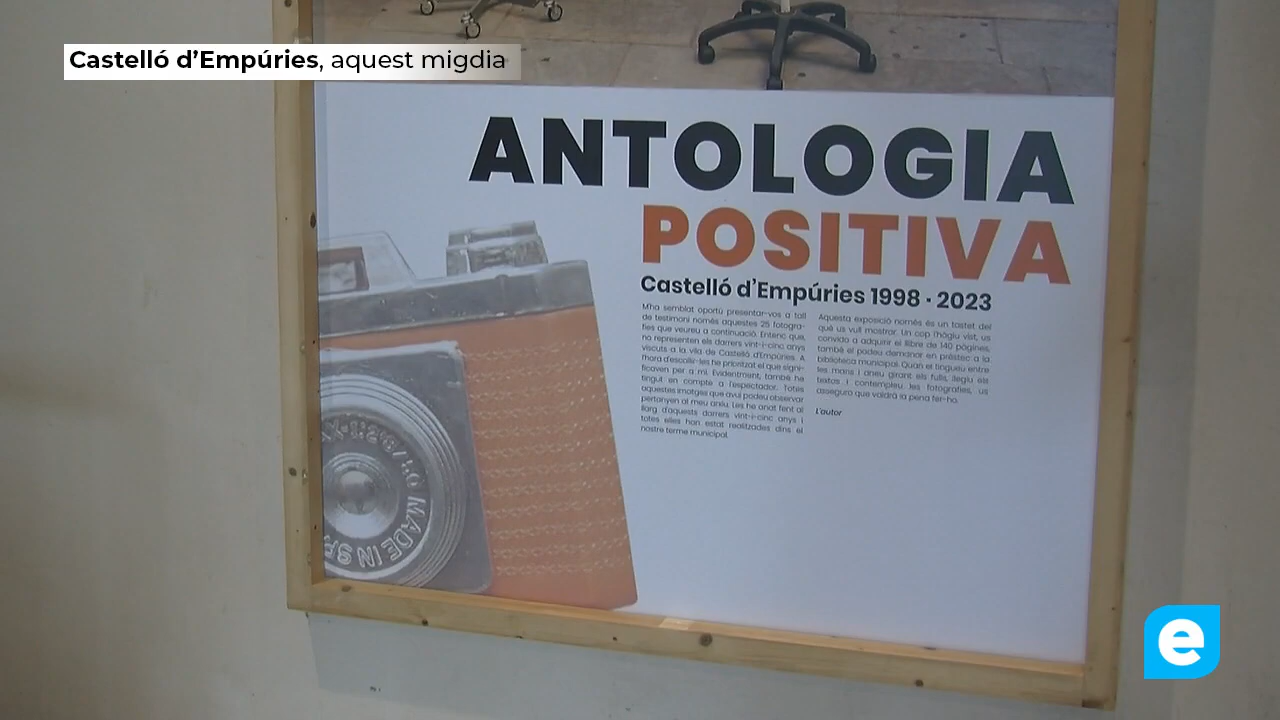 Castelló d'Empúries, aquest migdia
ANTOLOGIA
POSITIVA
Castelló d'Empúries 1998 · 2023
M'ha semblat oportú presentar-vos a tall
de testimoni només aquestes 25 fotogra-
fies que veureu a continuació. Entenc que,
ho representen els darrers vint-i-cinc anys
viscuts a la vila de Castelló d'Empúries. A
l'hora d'escollir-les he prioritzat el que signi-
ficaven per a mi. Evidentment, també he
tingut en compte a l'espectador. Totes
aquestes imatges que avui podeu observar
pertanyen al meu arxiu. Les he anat fent al
llarg d'aquests darrers vint-i-cinc anys i
totes elles han estat realitzades dins el
nostre terme municipal.
Aquesta exposició només és un tastet del
què us vull mostrar. Un cop l'hàgiu vist, us
convido a adquirir el llibre de 140 pàgines,
també el podeu demanar en préstec a la
biblioteca municipal. Quan el tingueu entre
les mans i aneu girant els fulls, llegiu els
textos i contempleu les fotografies, us
asseguro que valdrà la pena fer-ho.
L'autor
1:2'8/50 MADE IN SP
e